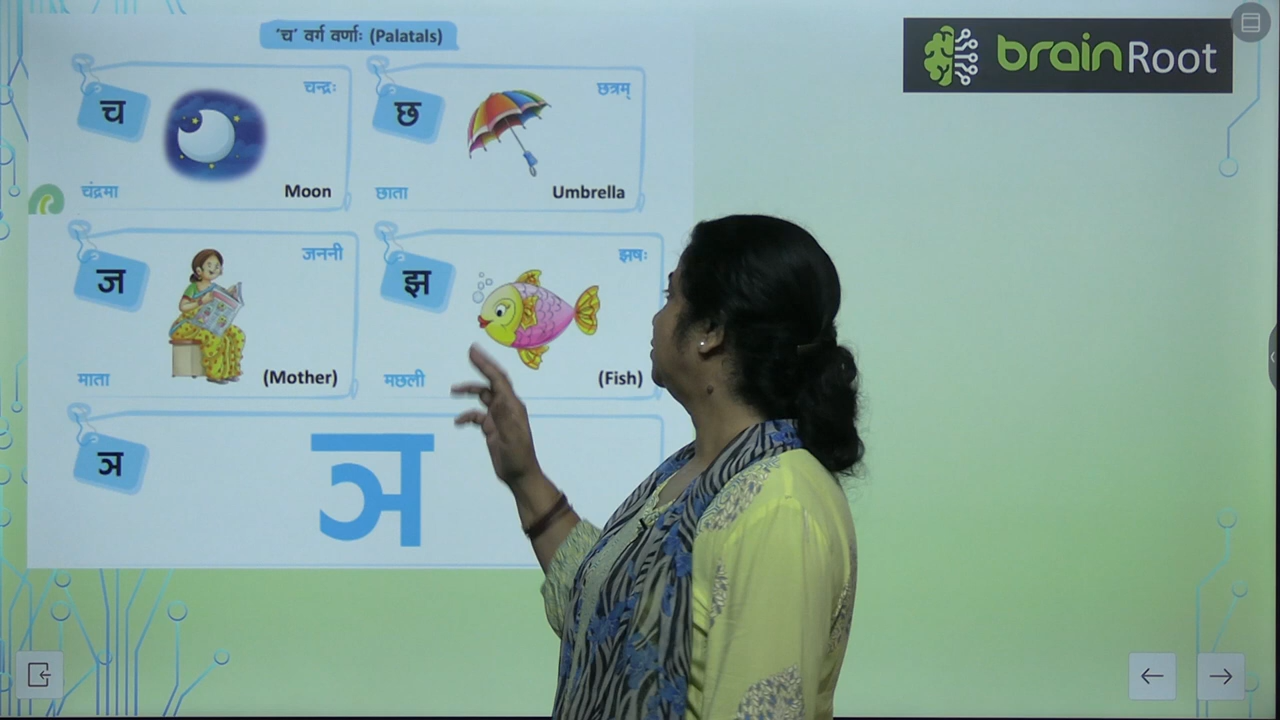 'च' वर्ग वर्णाः (Palatals)
brainRoot
च
चन्द्रः
चंद्रमा
Moon
छ
छत्रम्
छाता
Umbrella
ज
जननी
माता
(Mother)
झ
झषः
मछली
(Fish)
ञ
ञ